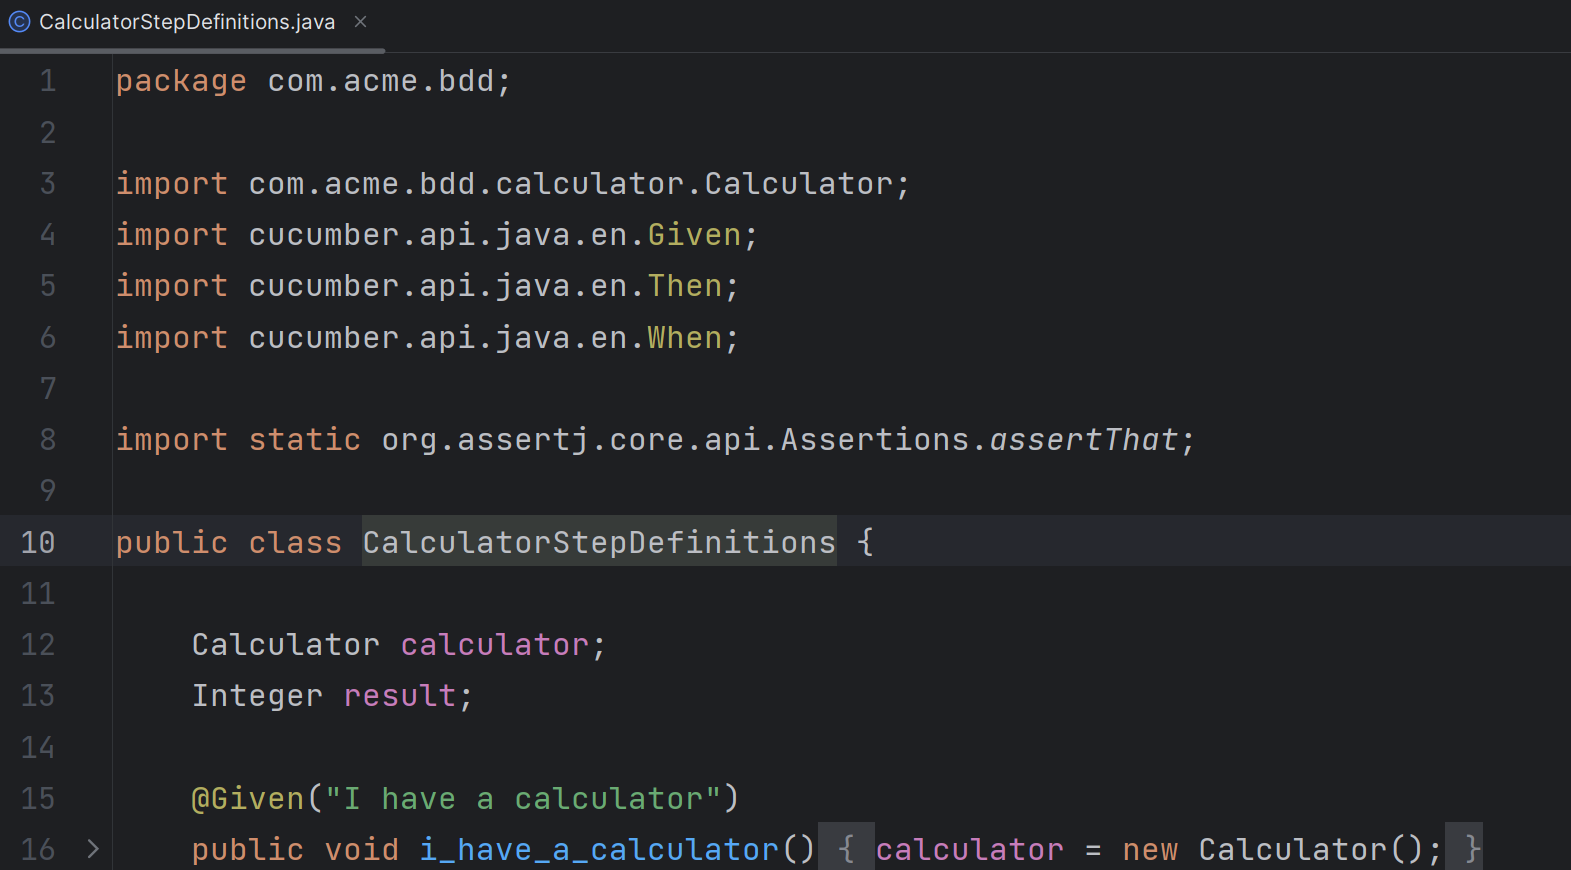 CalculatorStepDefinitions.java
1 package com.acme.bdd;
2
3 import com.acme.bdd.calculator.Calculator;
4 import cucumber.api.java.en.Given;
5 import cucumber.api.java.en.Then;
6 import cucumber.api.java.en.When;
7
8 import static org.assertj.core.api.Assertions.assertThat;
9
10 public class CalculatorStepDefinitions {
11
12 Calculator calculator;
13 Integer result;
14
15 @Given("I have a calculator")
16 public void i_have_a_calculator() { calculator = new Calculator(); }